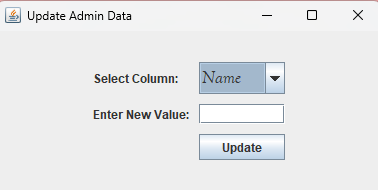 Update Admin Data
Select Column: Name
Enter New Value:
Update